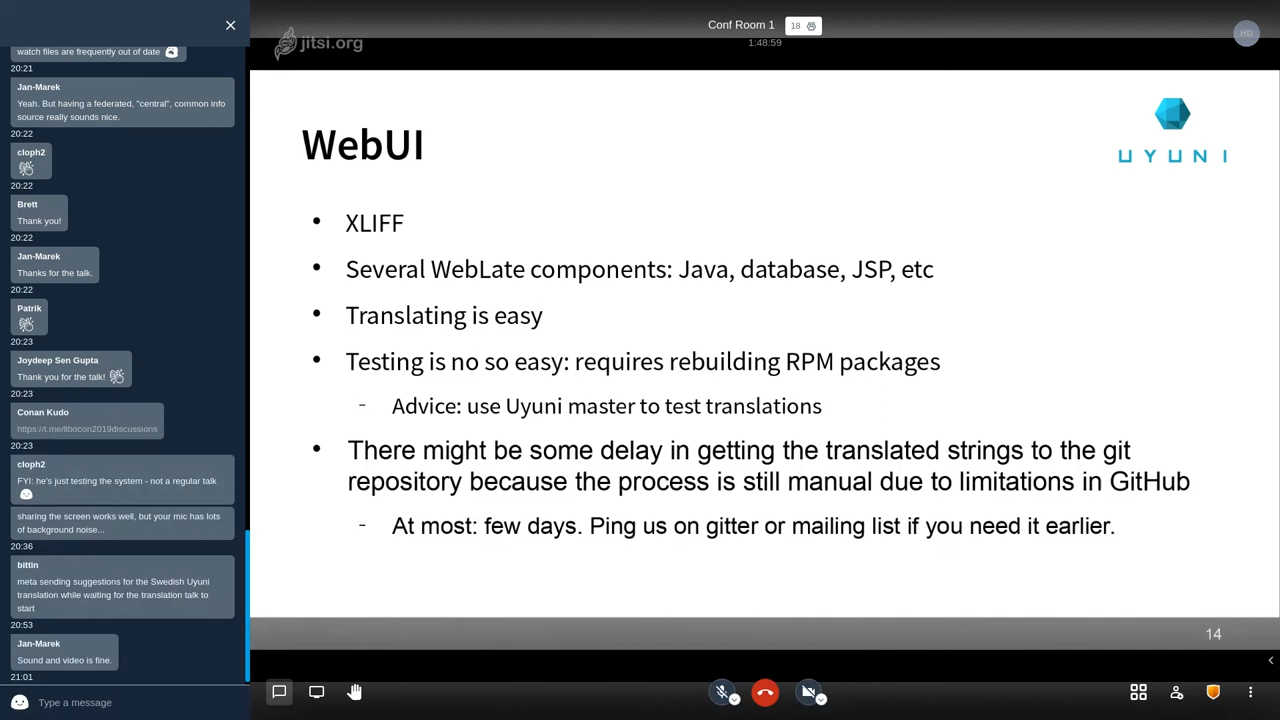 watch files are frequently out of date
20:21
Jan-Marek
Yeah. But having a federated, "central", common info
source really sounds nice.
20:22
cloph2
20:22
Brett
Thank you!
20:22
Jan-Marek
Thanks for the talk.
20:22
Patrik
20:23
Joydeep Sen Gupta
Thank you for the talk!
20:23
Conan Kudo
https://t.me/libocon2019discussions
20:23
cloph2
FYI: he's just testing the system - not a regular talk
sharing the screen works well, but your mic has lots
of background noise...
20:36
bittin
meta sending suggestions for the Swedish Uyuni
translation while waiting for the translation talk to
start
20:53
Jan-Marek
Sound and video is fine.
21:01
Type a message
jitsi.org
Conf Room 1
18
1:48:59
HD
WebUI
UYUNI
• XLIFF
• Several WebLate components: Java, database, JSP, etc
• Translating is easy
• Testing is no so easy: requires rebuilding RPM packages
- Advice: use Uyuni master to test translations
• There might be some delay in getting the translated strings to the git
repository because the process is still manual due to limitations in GitHub
- At most: few days. Ping us on gitter or mailing list if you need it earlier.
14